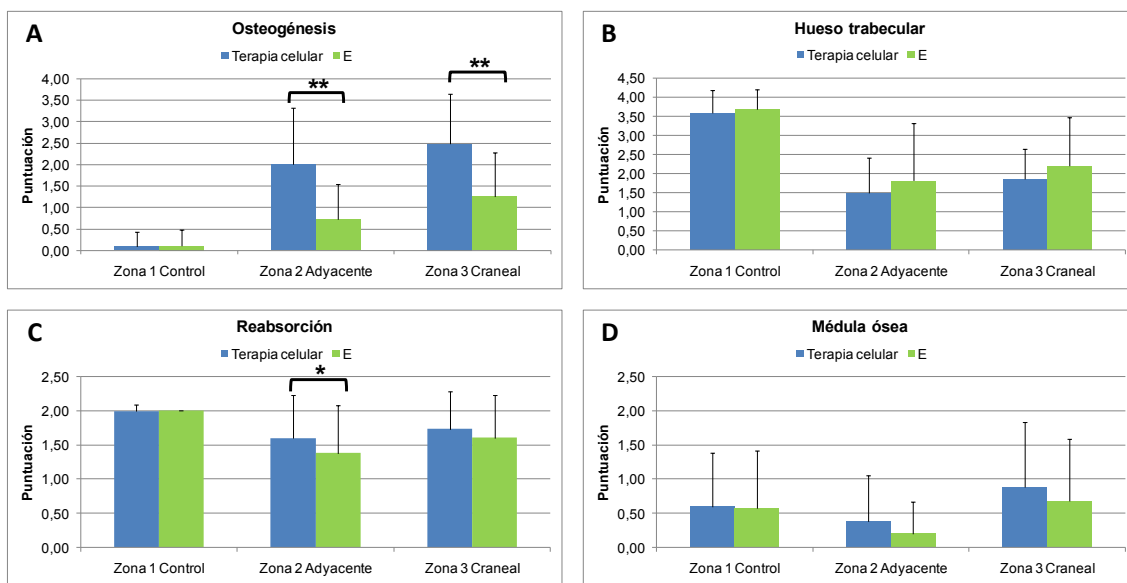 A
Osteogénesis
Terapia celular E
**
**
4,00
3,50
3,00
2,50
2,00
1,50
1,00
0,50
0,00
Puntuación
Zona 1 Control Zona 2 Adyacente Zona 3 Craneal
B
Hueso trabecular
Terapia celular E
4,50
4,00
3,50
3,00
2,50
2,00
1,50
1,00
0,50
0,00
Puntuación
Zona 1 Control Zona 2 Adyacente Zona 3 Craneal
C
Reabsorción
Terapia celular E
*
2,50
2,00
1,50
1,00
0,50
0,00
Puntuación
Zona 1 Control Zona 2 Adyacente Zona 3 Craneal
D
Médula ósea
Terapia celular E
2,50
2,00
1,50
1,00
0,50
0,00
Puntuación
Zona 1 Control Zona 2 Adyacente Zona 3 Craneal